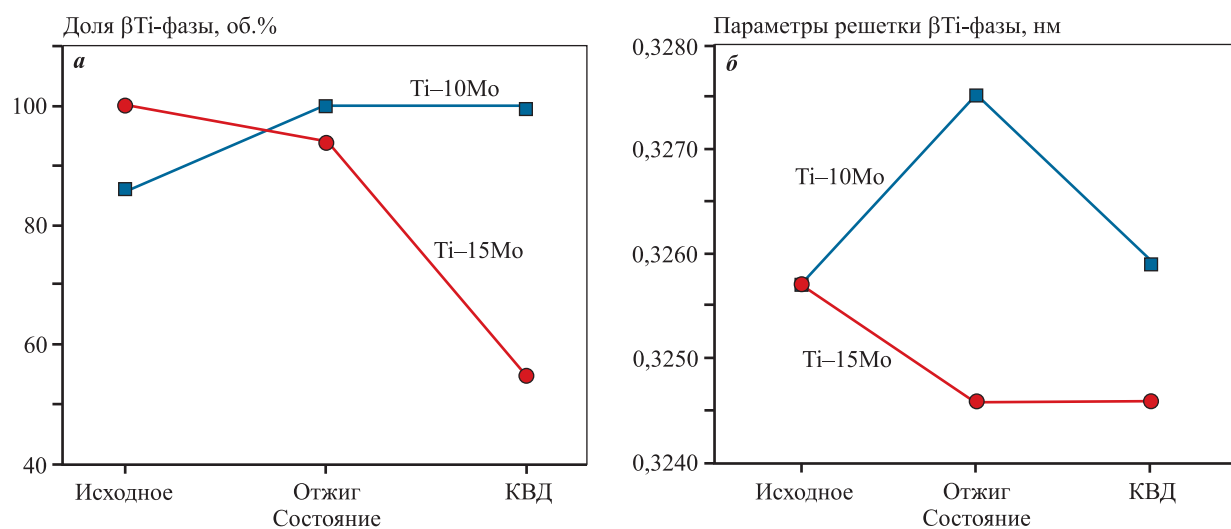 Доля βTi-фазы, об.%
а
100
80
60
40
Ti–10Mo
Ti–15Mo
Исходное
Отжиг
КВД
Состояние
Параметры решетки βTi-фазы, нм
б
0,3280
0,3270
0,3260
0,3250
0,3240
Ti–10Mo
Ti–15Mo
Исходное
Отжиг
КВД
Состояние